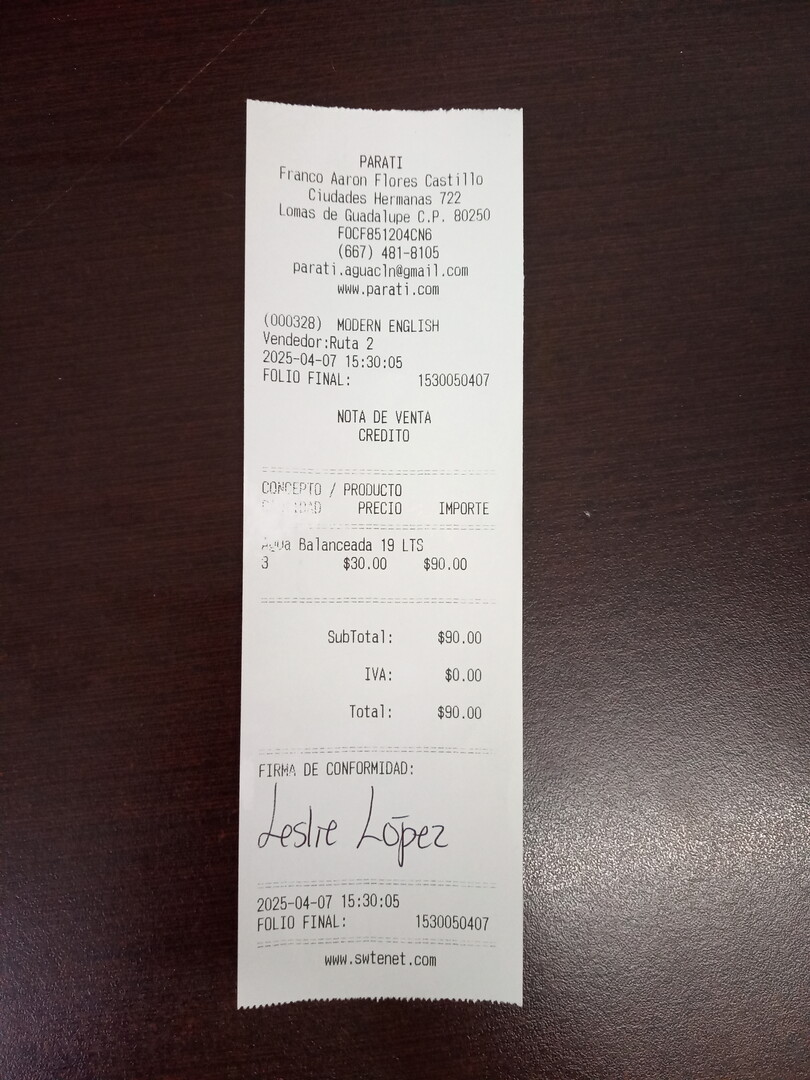 PARATI
Franco Aaron Flores Castillo
Ciudades Hermanas 722
Lomas de Guadalupe C.P. 80250
FOCF851204CN6
(667) 481-8105
parati.aguacln@gmail.com
www.parati.com
(000328) MODERN ENGLISH
Vendedor:Ruta 2
2025-04-07 15:30:05
FOLIO FINAL: 1530050407
NOTA DE VENTA
CREDITO
CONCEPTO / PRODUCTO
PRECIO IMPORTE
Agua Balanceada 19 LTS
3 $30.00 $90.00
SubTotal: $90.00
IVA: $0.00
Total: $90.00
FIRMA DE CONFORMIDAD:
Leslie López
2025-04-07 15:30:05
FOLIO FINAL: 1530050407
www.swtenet.com